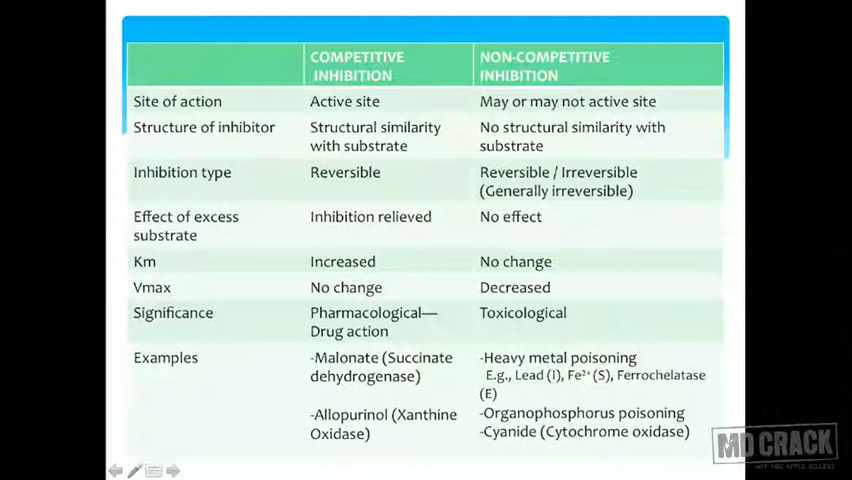 COMPETITIVE INHIBITION NON-COMPETITIVE INHIBITION
Site of action Active site May or may not active site
Structure of inhibitor Structural similarity with substrate No structural similarity with substrate
Inhibition type Reversible Reversible / Irreversible (Generally irreversible)
Effect of excess substrate Inhibition relieved No effect
Km Increased No change
Vmax No change Decreased
Significance Pharmacological— Drug action Toxicological
Examples -Malonate (Succinate dehydrogenase) -Heavy metal poisoning
E.g., Lead (I), Fe²⁺ (S), Ferrochelatase (E)
-Allopurinol (Xanthine Oxidase) -Organophosphorus poisoning
-Cyanide (Cytochrome oxidase)
MD CRACK
NOT FOR APPLE SELLERS